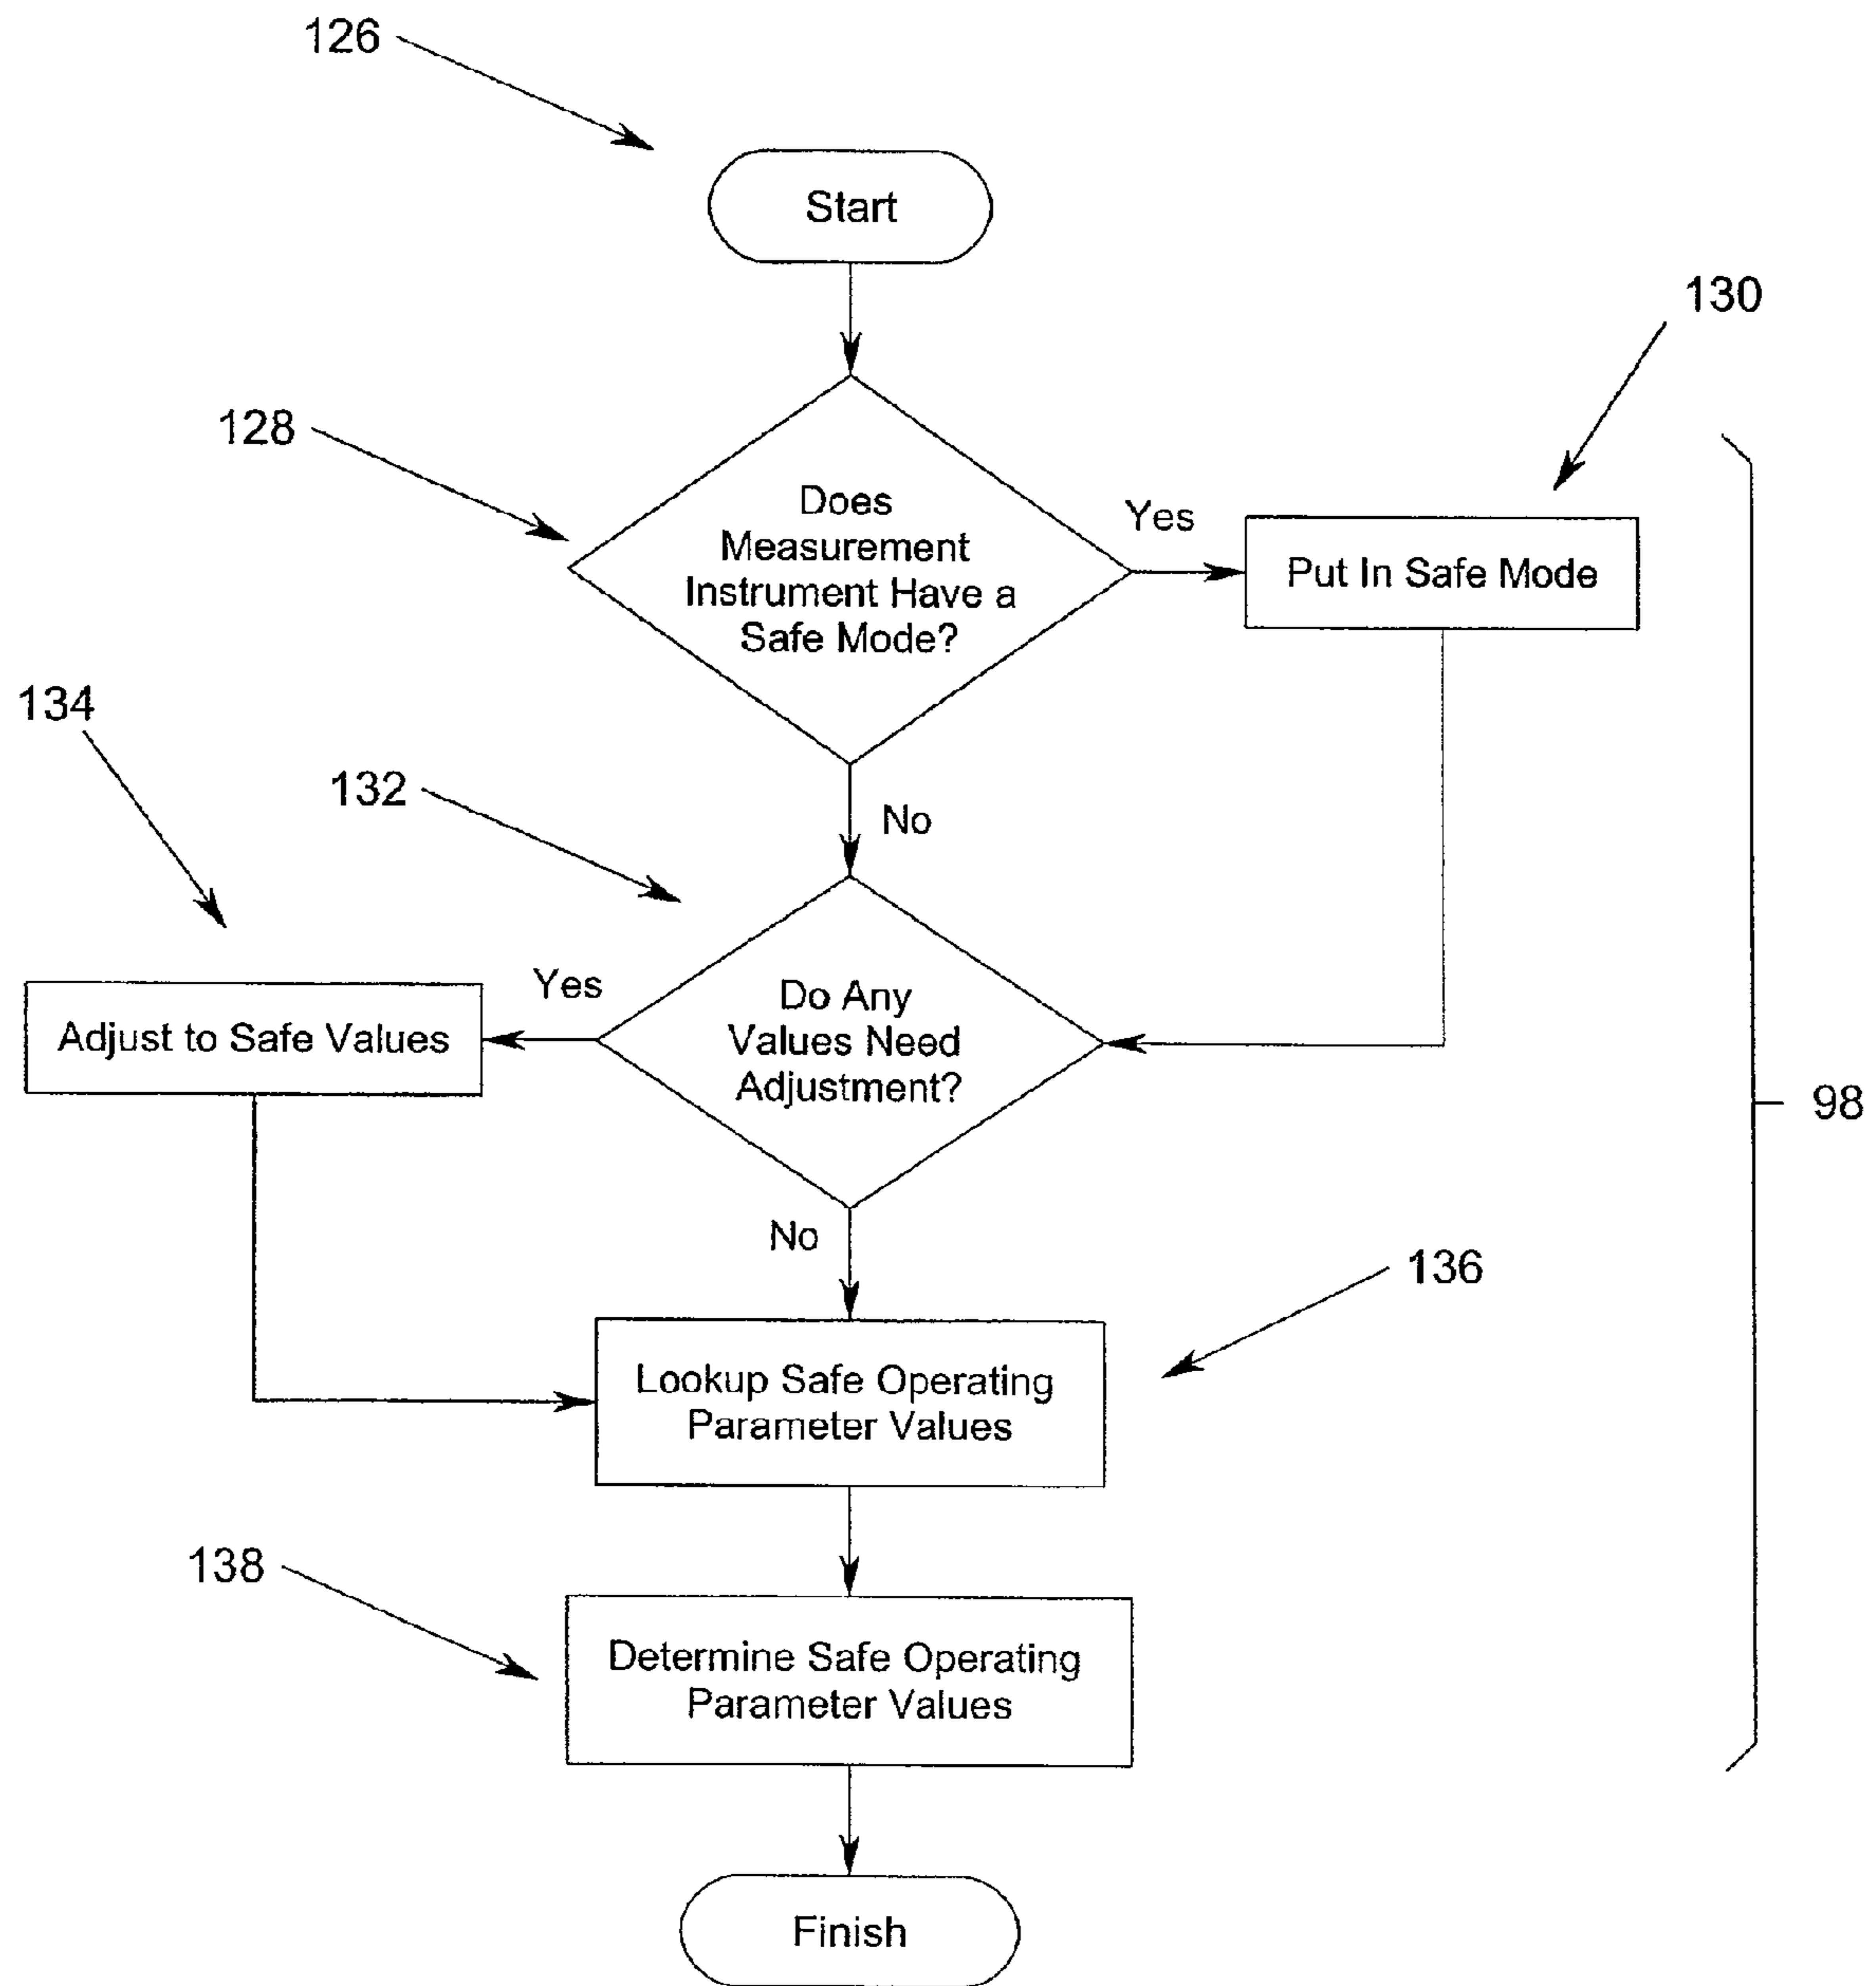 126
Start
130
128
Does
Measurement
Instrument Have a
Safe Mode?
Yes
Put In Safe Mode
134
132
No
Yes
Do Any
Values Need
Adjustment?
Adjust to Safe Values
98
No
136
Lookup Safe Operating
Parameter Values
138
Determine Safe Operating
Parameter Values
Finish